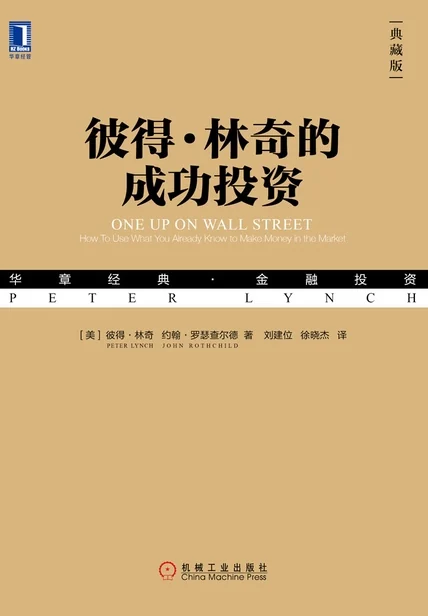 HZ Books
华章经管
典藏版
彼得·林奇的
成功投资
ONE UP ON WALL STREET
How To Use What You Already Know to Make Money in the Market
华章经典·金融投资
PETER LYNCH
[美] 彼得·林奇 约翰·罗瑟查尔德 著 刘建位 徐晓杰 译
PETER LYNCH JOHN ROTHCHILD
机械工业出版社
China Machine Press